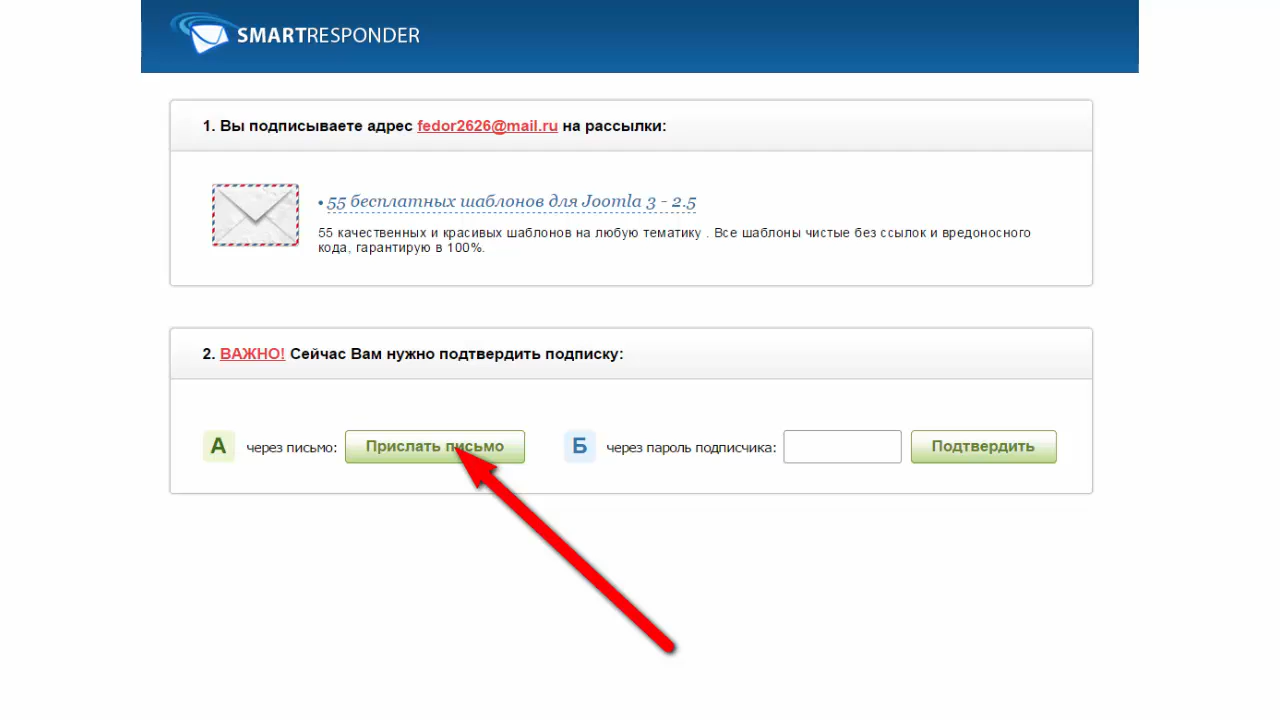 SMARTRESPONDER
1. Вы подписываете адрес fedor2626@mail.ru на рассылки:
• 55 бесплатных шаблонов для Joomla 3 - 2.5
55 качественных и красивых шаблонов на любую тематику . Все шаблоны чистые без ссылок и вредоносного
кода, гарантирую в 100%.
2. ВАЖНО! Сейчас Вам нужно подтвердить подписку:
А через письмо: Прислать письмо Б через пароль подписчика: Подтвердить